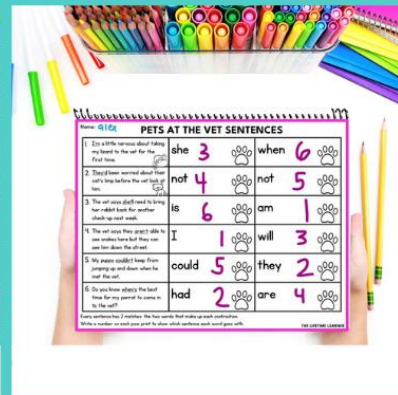 Name: alex
PETS AT THE VET SENTENCES
1. I'm a little nervous about taking
my lizard to the vet for the
first time.
she 3
when 6
2. They'd been worried about their
cat's limp before the vet look at
him.
not 4
not 5
3. The vet says she'll need to bring
her rabbit back for another
check-up next week.
is 6
am 1
4. The vet says they aren't able to
see snakes here but they can
see him down the street.
I 1
will 3
5. My puppy couldn't keep from
jumping up and down when he
met the vet.
could 5
they 2
6. Do you know when's the best
time for my parrot to come in
to the vet?
had 2
are 4
Every sentence has 2 matches: the two words that make up each contraction.
Write a number on each paw print to show which sentence each word goes with.
THE LIFETIME LEARNER